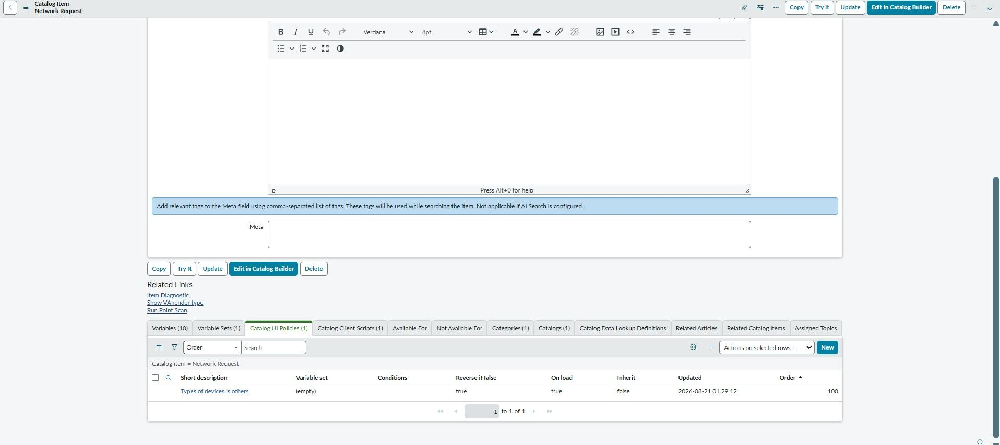 Catalog Item
Network Request
Copy Try It Update Edit in Catalog Builder Delete
B I U Verdana 8pt A
p Press Alt+0 for help
Add relevant tags to the Meta field using comma-separated list of tags. These tags will be used while searching the item. Not applicable if AI Search is configured.
Meta
Copy Try It Update Edit in Catalog Builder Delete
Related Links
Item Diagnostic
Show VA render type
Run Point Scan
Variables (10) Variable Sets (1) Catalog UI Policies (1) Catalog Client Scripts (1) Available For Not Available For Categories (1) Catalogs (1) Catalog Data Lookup Definitions Related Articles Related Catalog Items Assigned Topics
Order Search Actions on selected rows... New
Catalog item = Network Request
Short description Variable set Conditions Reverse if false On load Inherit Updated Order
Types of devices is others (empty) true true false 2026-08-21 01:29:12 100
1 to 1 of 1